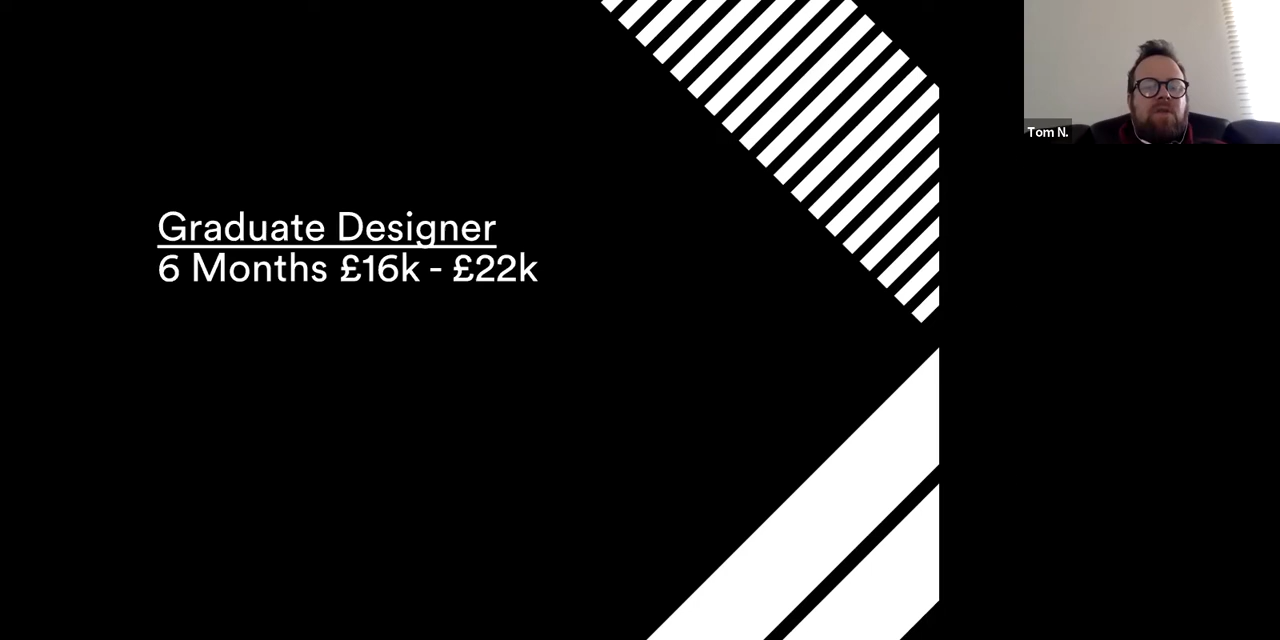 Graduate Designer
6 Months £16k - £22k
Tom N.